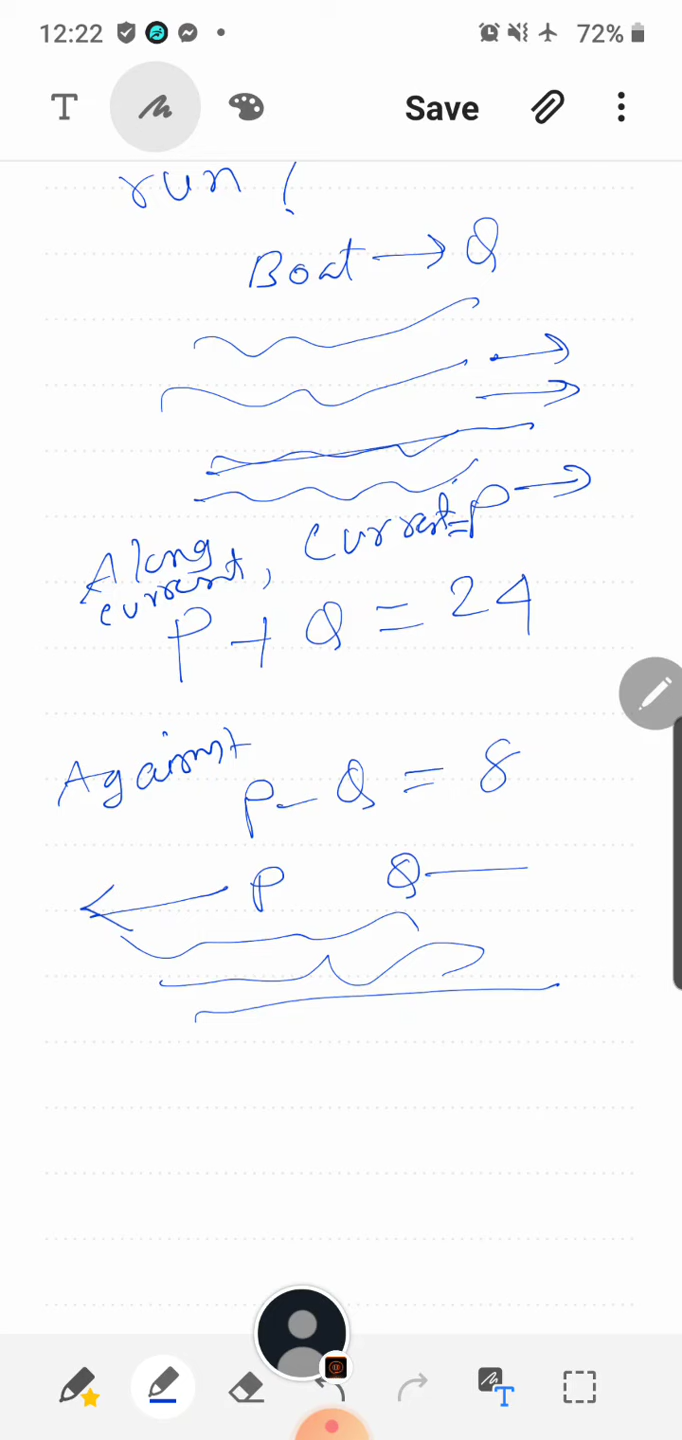 12:22 72%
T Save
run !
Boat → Q
Along current, Current = P →
P + Q = 24
Against P - Q = 8
P Q
T